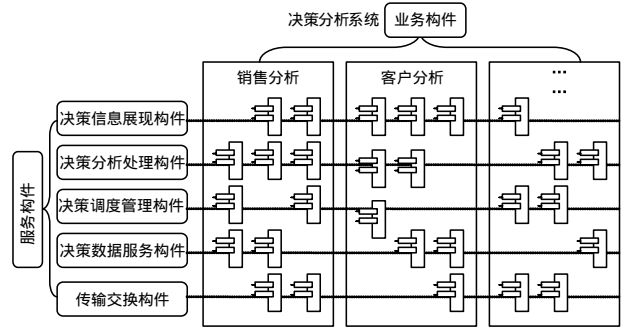 决策分析系统 业务构件
销售分析 客户分析 ...
...
决策信息展现构件
决策分析处理构件
决策调度管理构件
决策数据服务构件
传输交换构件
服务构件